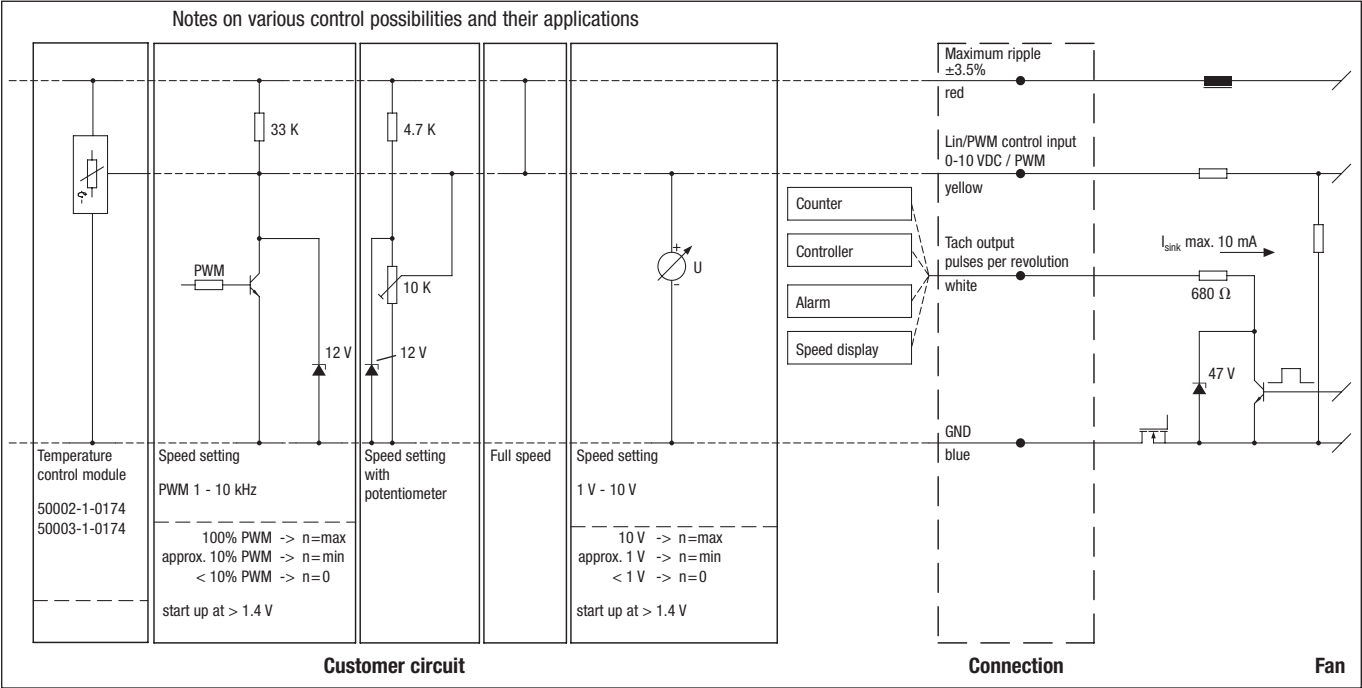 Notes on various control possibilities and their applications
33 K
PWM
12 V
4.7 K
10 K
12 V
+
U
-
Temperature
control module
50002-1-0174
50003-1-0174
Speed setting
PWM 1 - 10 kHz
100% PWM -> n=max
approx. 10% PWM -> n=min
< 10% PWM -> n=0
start up at > 1.4 V
Speed setting
with
potentiometer
Full speed
Speed setting
1 V - 10 V
10 V -> n=max
approx. 1 V -> n=min
< 1 V -> n=0
start up at > 1.4 V
Customer circuit
Counter
Controller
Alarm
Speed display
Maximum ripple
±3.5%
red
Lin/PWM control input
0-10 VDC / PWM
yellow
Tach output
pulses per revolution
white
GND
blue
Connection
Isink max. 10 mA
680 Ω
47 V
Fan